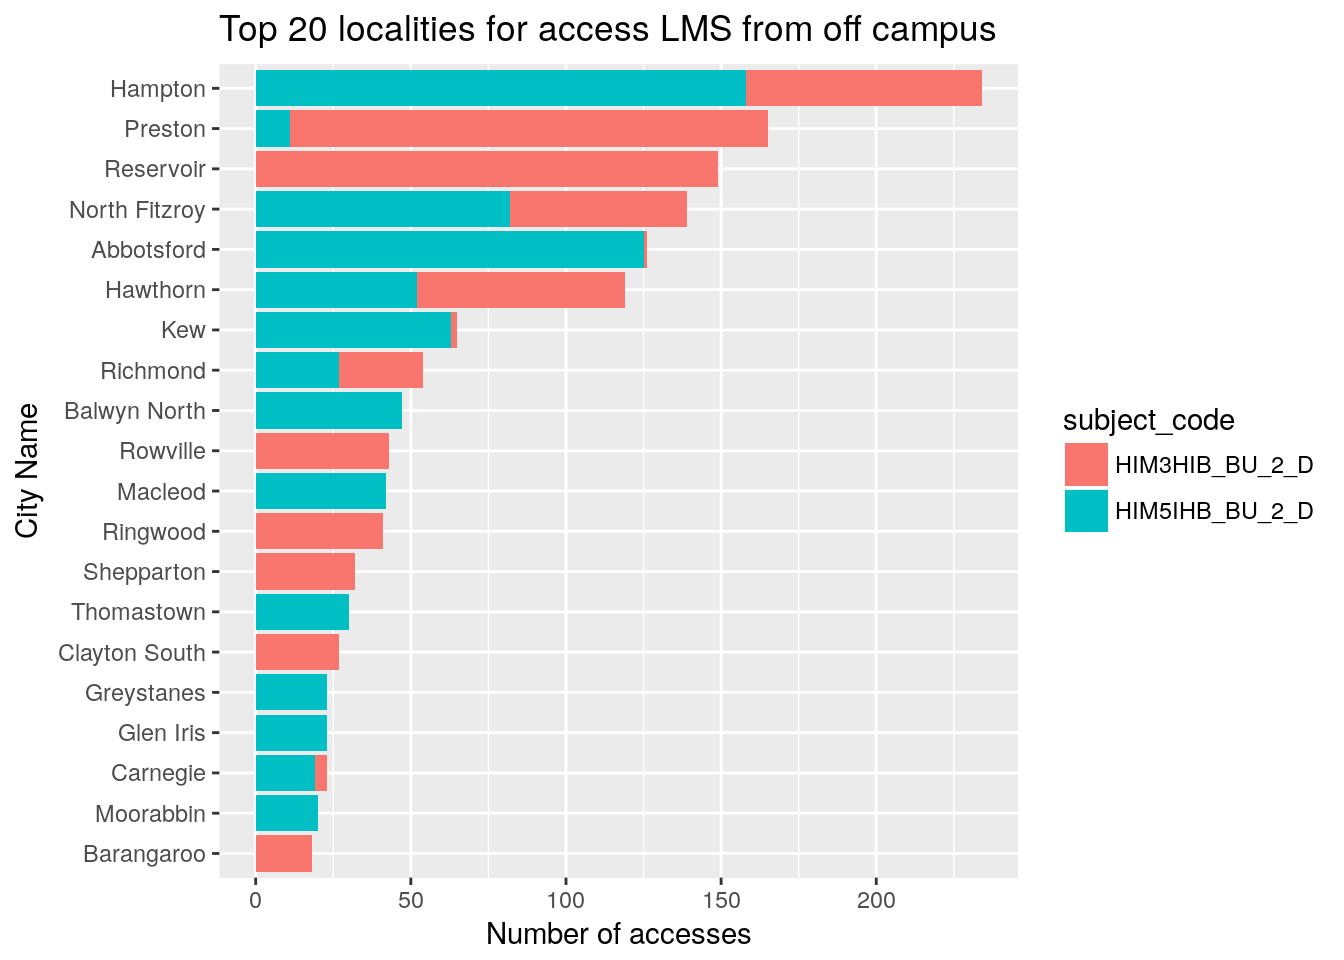 Top 20 localities for access LMS from off campus
Hampton
Preston
Reservoir
North Fitzroy
Abbotsford
Hawthorn
Kew
Richmond
Balwyn North
Rowville
Macleod
Ringwood
Shepparton
Thomastown
Clayton South
Greystanes
Glen Iris
Carnegie
Moorabbin
Barangaroo
City Name
0 50 100 150 200
Number of accesses
subject_code
HIM3HIB_BU_2_D
HIM5IHB_BU_2_D